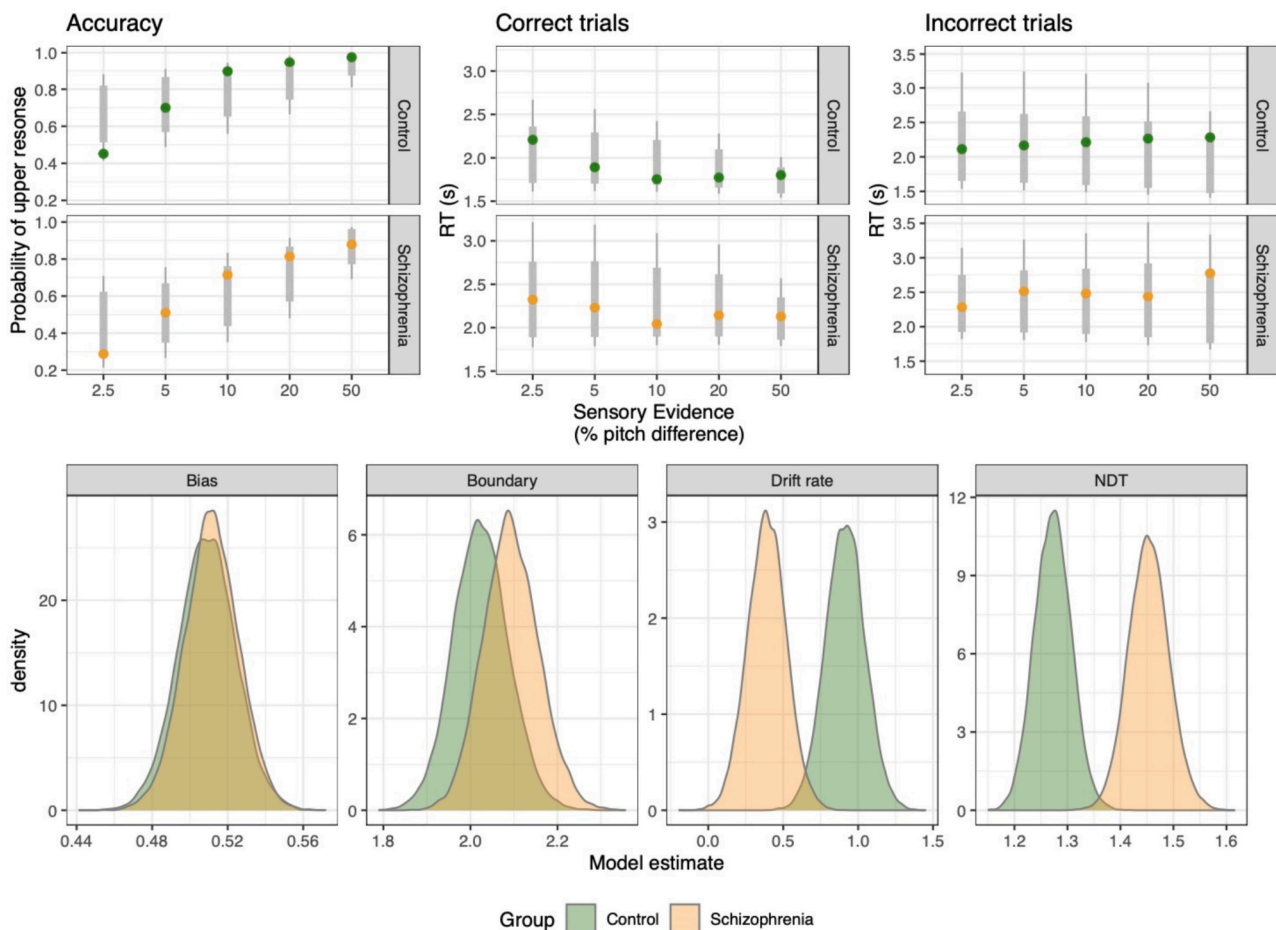 Accuracy
Correct trials
Incorrect trials
Probability of upper resonse
1.0
0.8
0.6
0.4
0.2
Control
1.0
0.8
0.6
0.4
0.2
Schizophrenia
2.5 5 10 20 50
RT (s)
3.0
2.5
2.0
1.5
Control
3.0
2.5
2.0
1.5
Schizophrenia
2.5 5 10 20 50
Sensory Evidence
(% pitch difference)
RT (s)
3.5
3.0
2.5
2.0
1.5
Control
3.5
3.0
2.5
2.0
1.5
Schizophrenia
2.5 5 10 20 50
density
Bias
20
10
0
0.44 0.48 0.52 0.56
Boundary
6
4
2
0
1.8 2.0 2.2
Drift rate
3
2
1
0
0.0 0.5 1.0 1.5
NDT
12
9
6
3
0
1.2 1.3 1.4 1.5 1.6
Model estimate
Group Control Schizophrenia